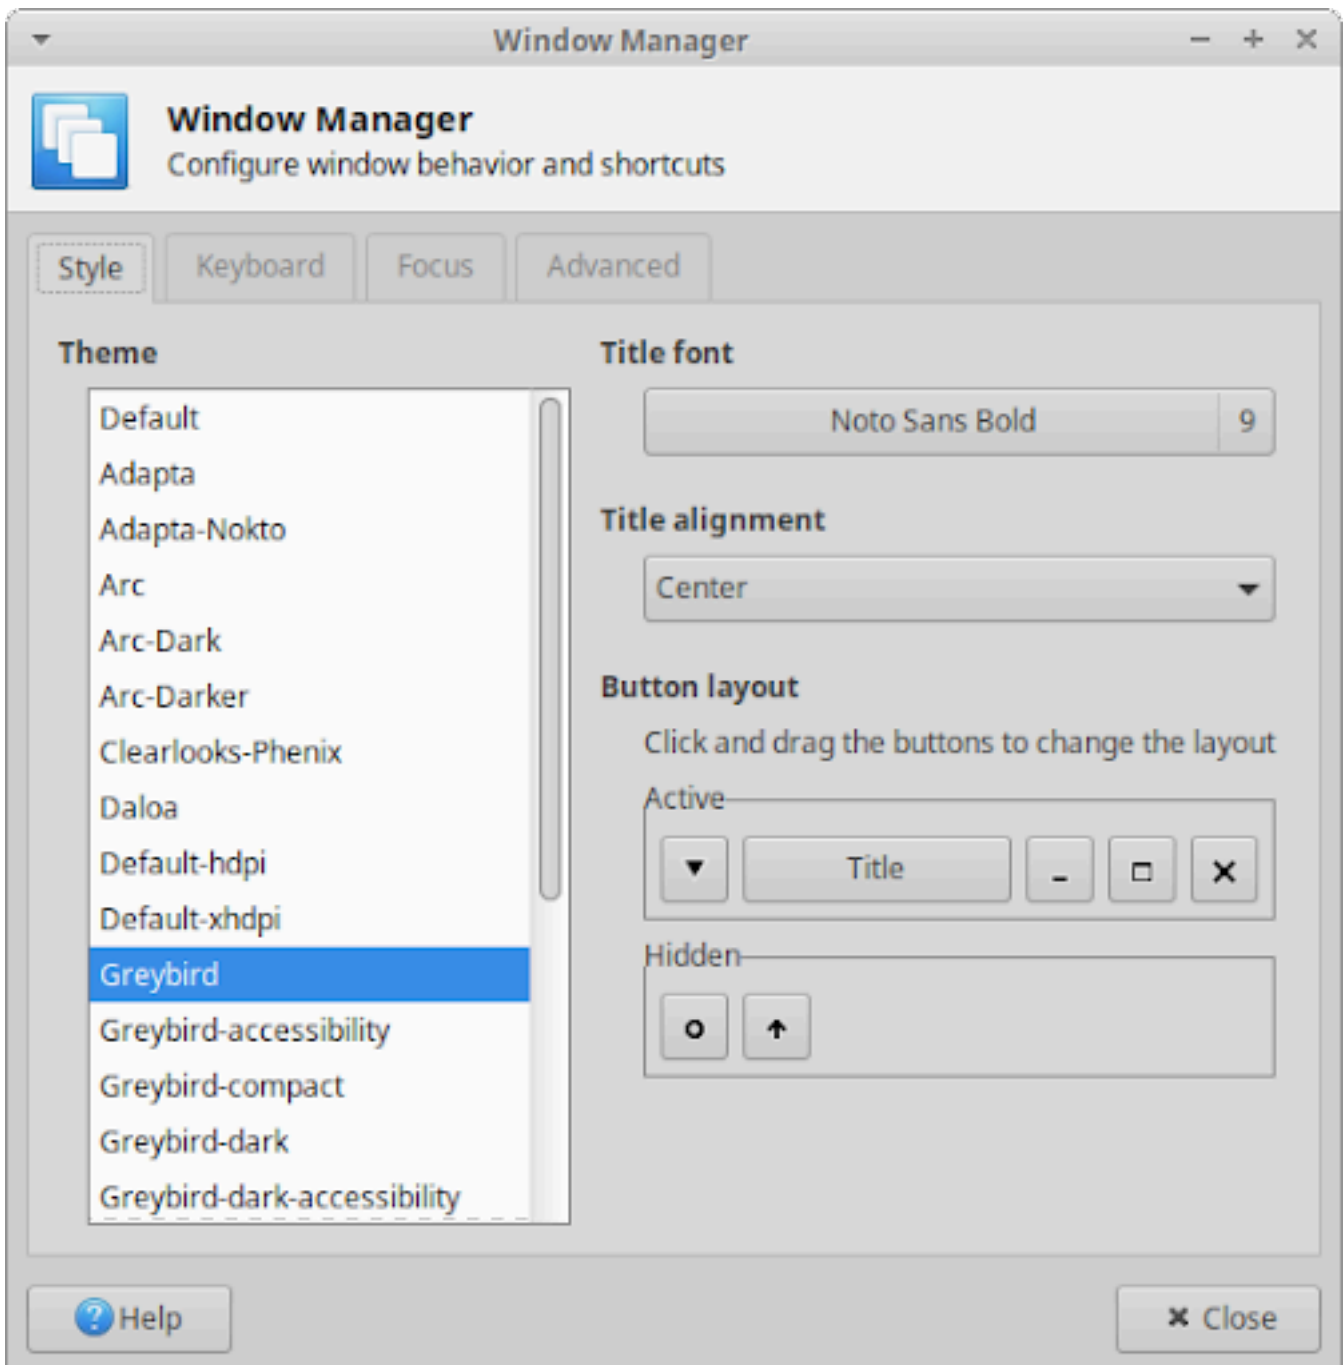 Window Manager
Window Manager
Configure window behavior and shortcuts
Style
Keyboard
Focus
Advanced
Theme
Default
Adapta
Adapta-Nokto
Arc
Arc-Dark
Arc-Darker
Clearlooks-Phenix
Daloa
Default-hdpi
Default-xhdpi
Greybird
Greybird-accessibility
Greybird-compact
Greybird-dark
Greybird-dark-accessibility
Title font
Noto Sans Bold
9
Title alignment
Center
Button layout
Click and drag the buttons to change the layout
Active
Title
Hidden
Help
Close